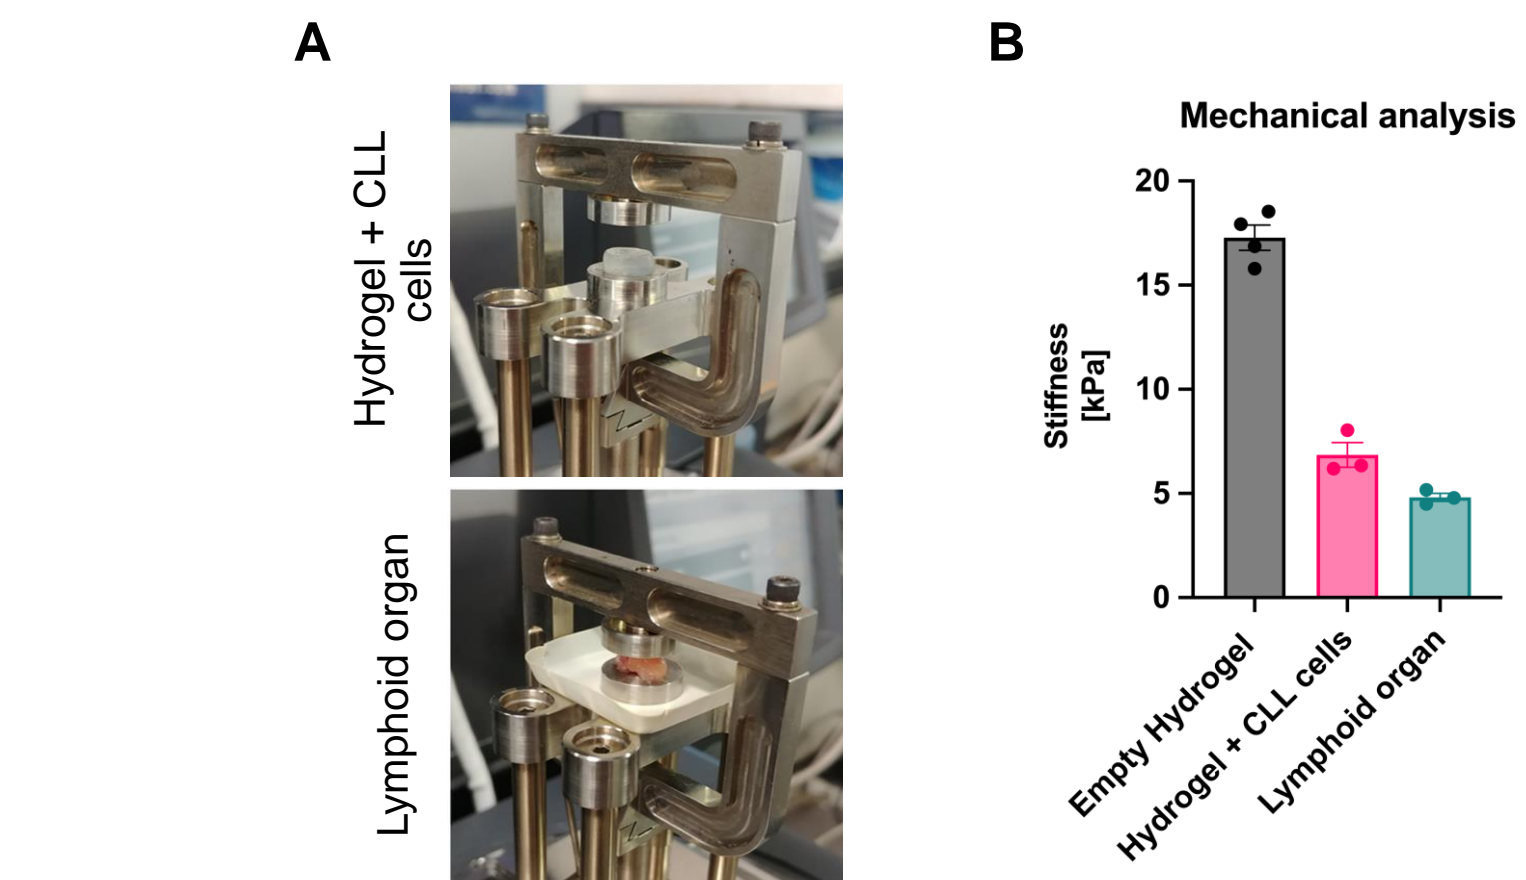 A
B
Hydrogel + CLL
cells
Lymphoid organ
Mechanical analysis
Stiffness
[kPa]
20
15
10
5
0
Empty Hydrogel
Hydrogel + CLL cells
Lymphoid organ